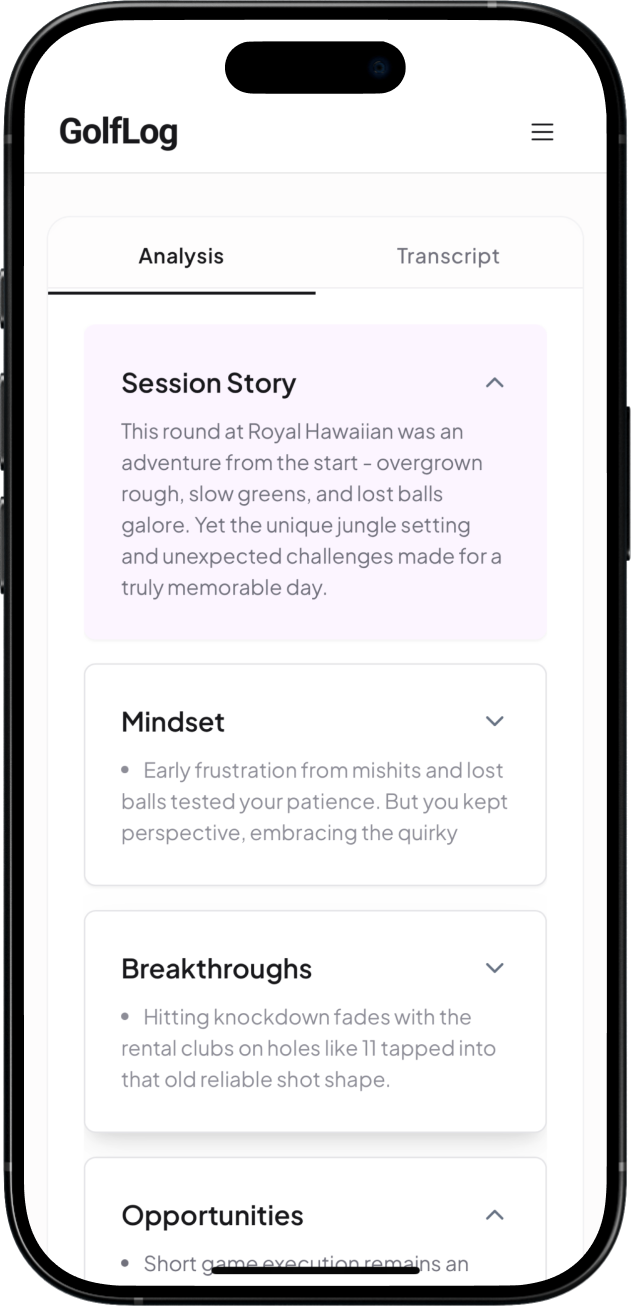 GolfLog
Analysis
Transcript
Session Story
This round at Royal Hawaiian was an
adventure from the start - overgrown
rough, slow greens, and lost balls
galore. Yet the unique jungle setting
and unexpected challenges made for a
truly memorable day.
Mindset
• Early frustration from mishits and lost
balls tested your patience. But you kept
perspective, embracing the quirky
Breakthroughs
• Hitting knockdown fades with the
rental clubs on holes like 11 tapped into
that old reliable shot shape.
Opportunities
• Short game execution remains an